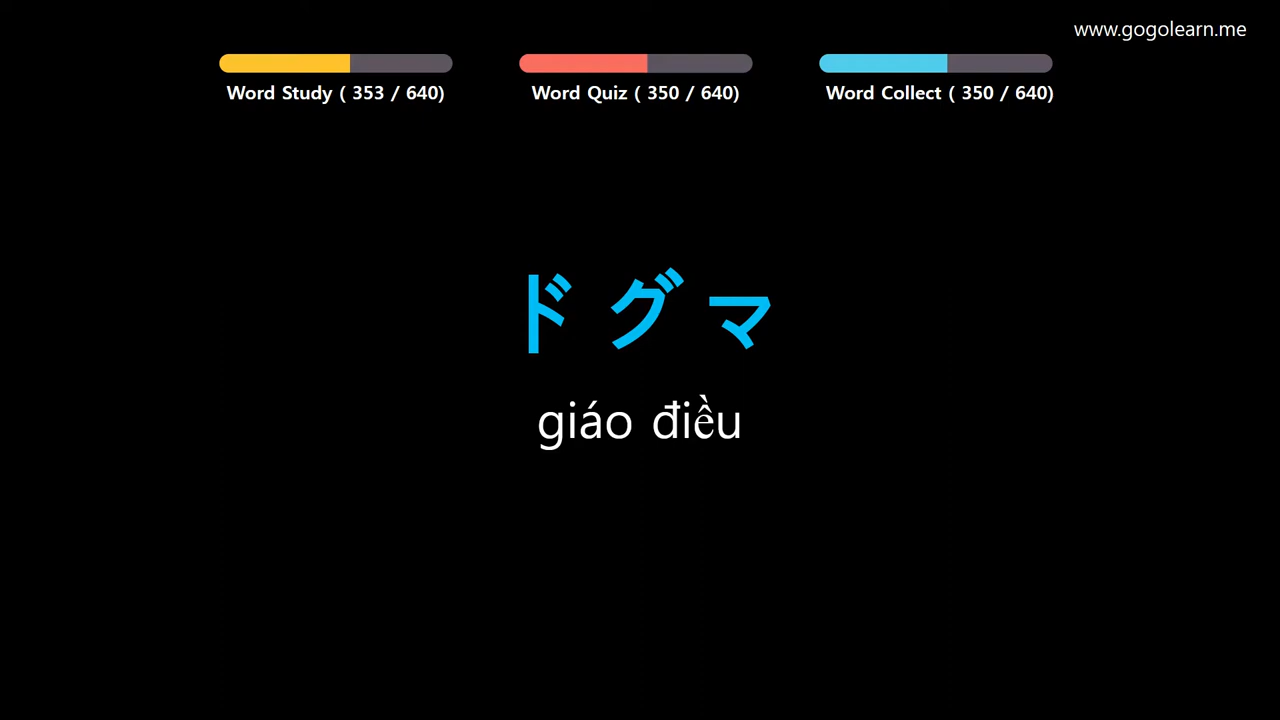 www.gogolearn.me
Word Study ( 353 / 640)
Word Quiz ( 350 / 640)
Word Collect ( 350 / 640)
ドグマ
giáo điều